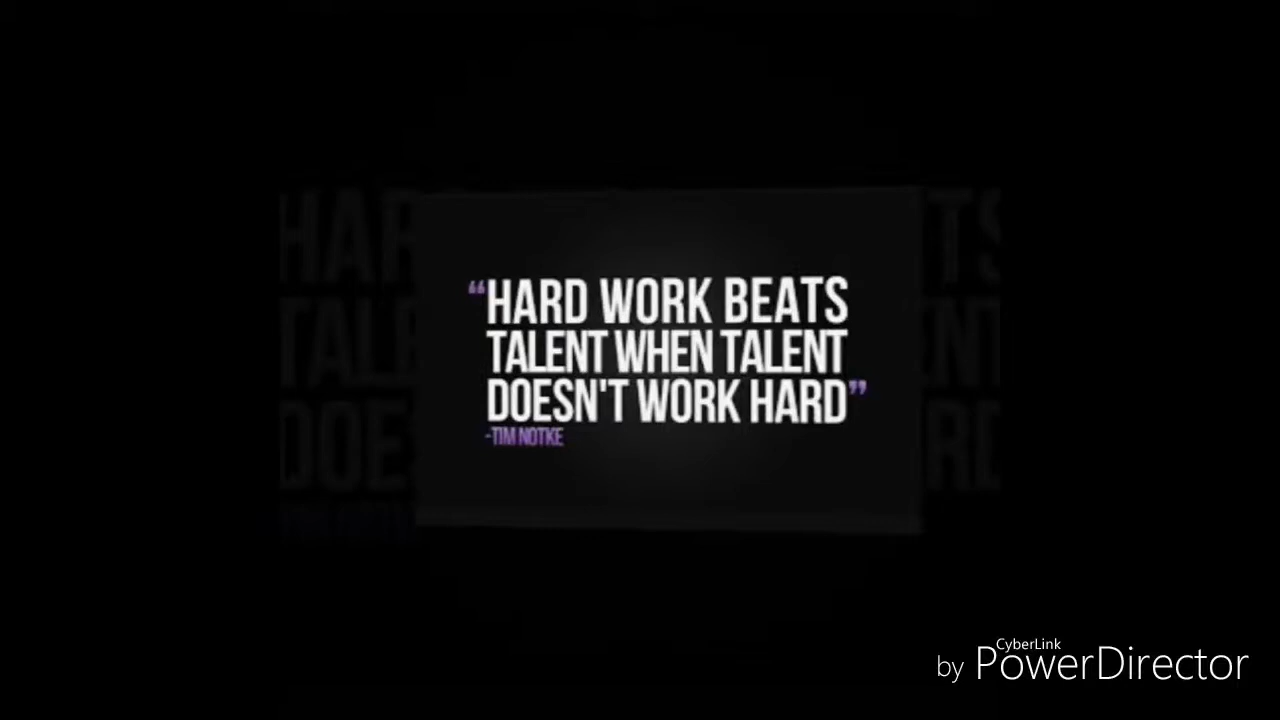 “HARD WORK BEATS
TALENT WHEN TALENT
DOESN'T WORK HARD”
-TIM NOTKE
CyberLink
by PowerDirector